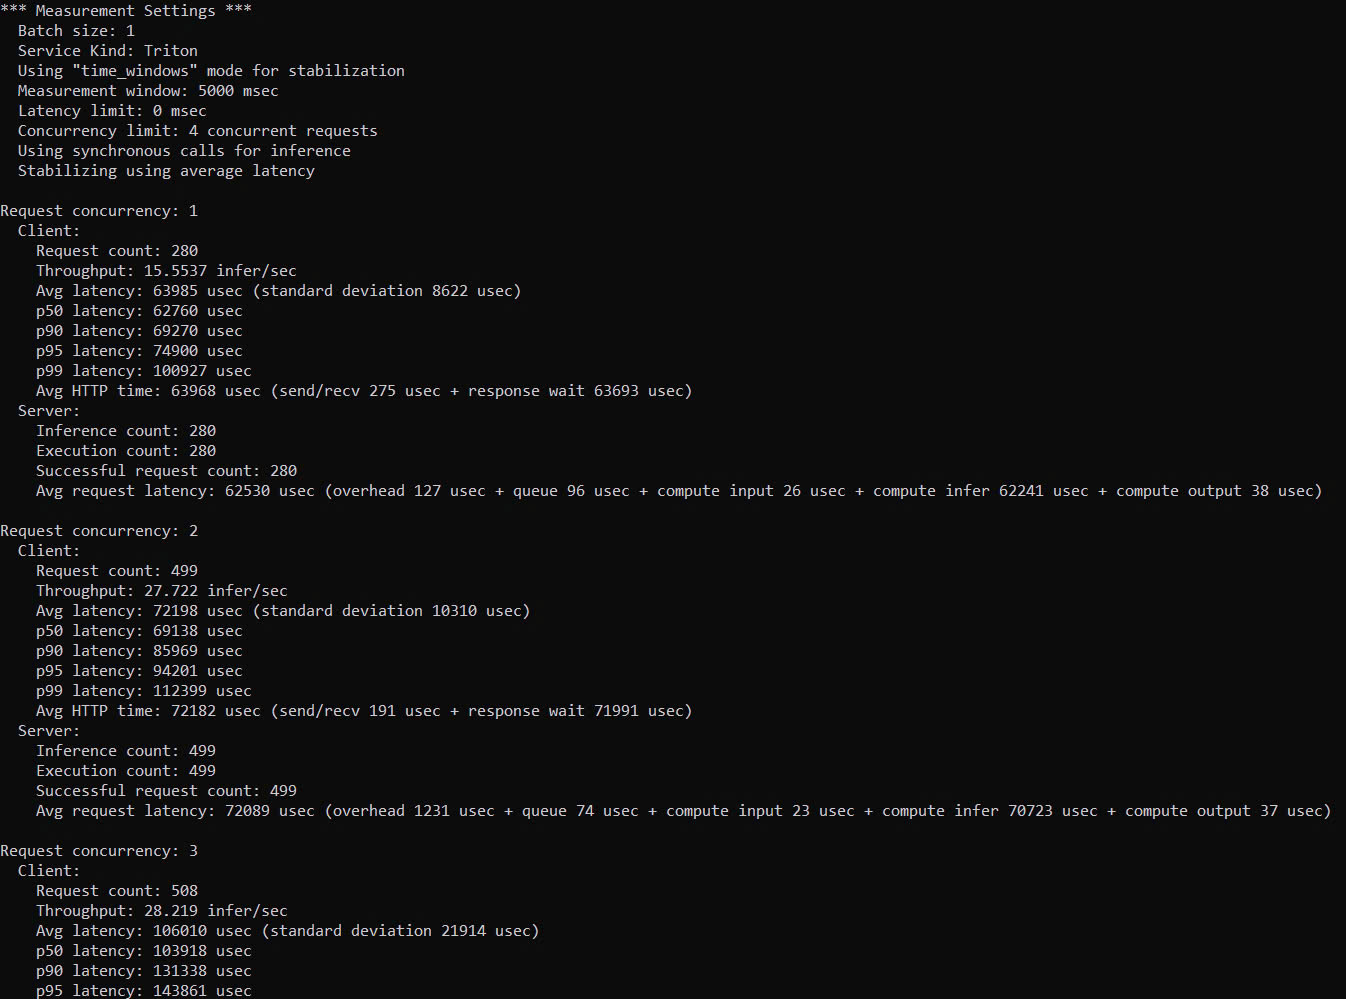 *** Measurement Settings ***
Batch size: 1
Service Kind: Triton
Using "time_windows" mode for stabilization
Measurement window: 5000 msec
Latency limit: 0 msec
Concurrency limit: 4 concurrent requests
Using synchronous calls for inference
Stabilizing using average latency
Request concurrency: 1
Client:
Request count: 280
Throughput: 15.5537 infer/sec
Avg latency: 63985 usec (standard deviation 8622 usec)
p50 latency: 62760 usec
p90 latency: 69270 usec
p95 latency: 74900 usec
p99 latency: 100927 usec
Avg HTTP time: 63968 usec (send/recv 275 usec + response wait 63693 usec)
Server:
Inference count: 280
Execution count: 280
Successful request count: 280
Avg request latency: 62530 usec (overhead 127 usec + queue 96 usec + compute input 26 usec + compute infer 62241 usec + compute output 38 usec)
Request concurrency: 2
Client:
Request count: 499
Throughput: 27.722 infer/sec
Avg latency: 72198 usec (standard deviation 10310 usec)
p50 latency: 69138 usec
p90 latency: 85969 usec
p95 latency: 94201 usec
p99 latency: 112399 usec
Avg HTTP time: 72182 usec (send/recv 191 usec + response wait 71991 usec)
Server:
Inference count: 499
Execution count: 499
Successful request count: 499
Avg request latency: 72089 usec (overhead 1231 usec + queue 74 usec + compute input 23 usec + compute infer 70723 usec + compute output 37 usec)
Request concurrency: 3
Client:
Request count: 508
Throughput: 28.219 infer/sec
Avg latency: 106010 usec (standard deviation 21914 usec)
p50 latency: 103918 usec
p90 latency: 131338 usec
p95 latency: 143861 usec